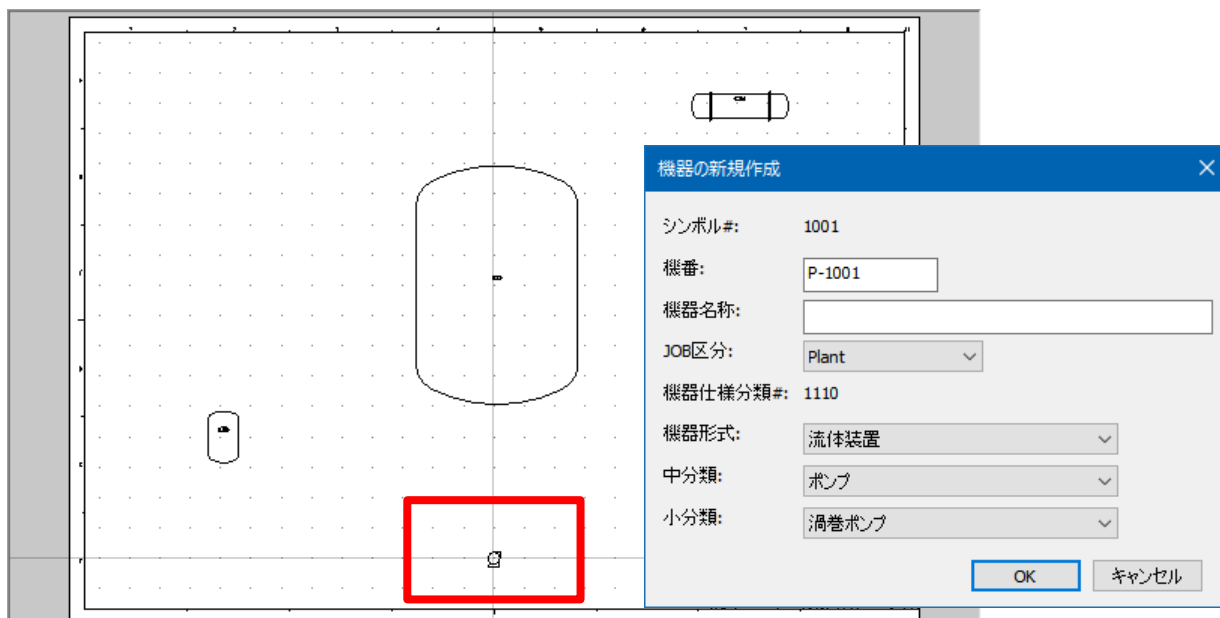 機器の新規作成
シンボル#: 1001
機番: P-1001
機器名称:
JOB区分: Plant
機器仕様分類#: 1110
機器形式: 流体装置
中分類: ポンプ
小分類: 渦巻ポンプ
OK キャンセル